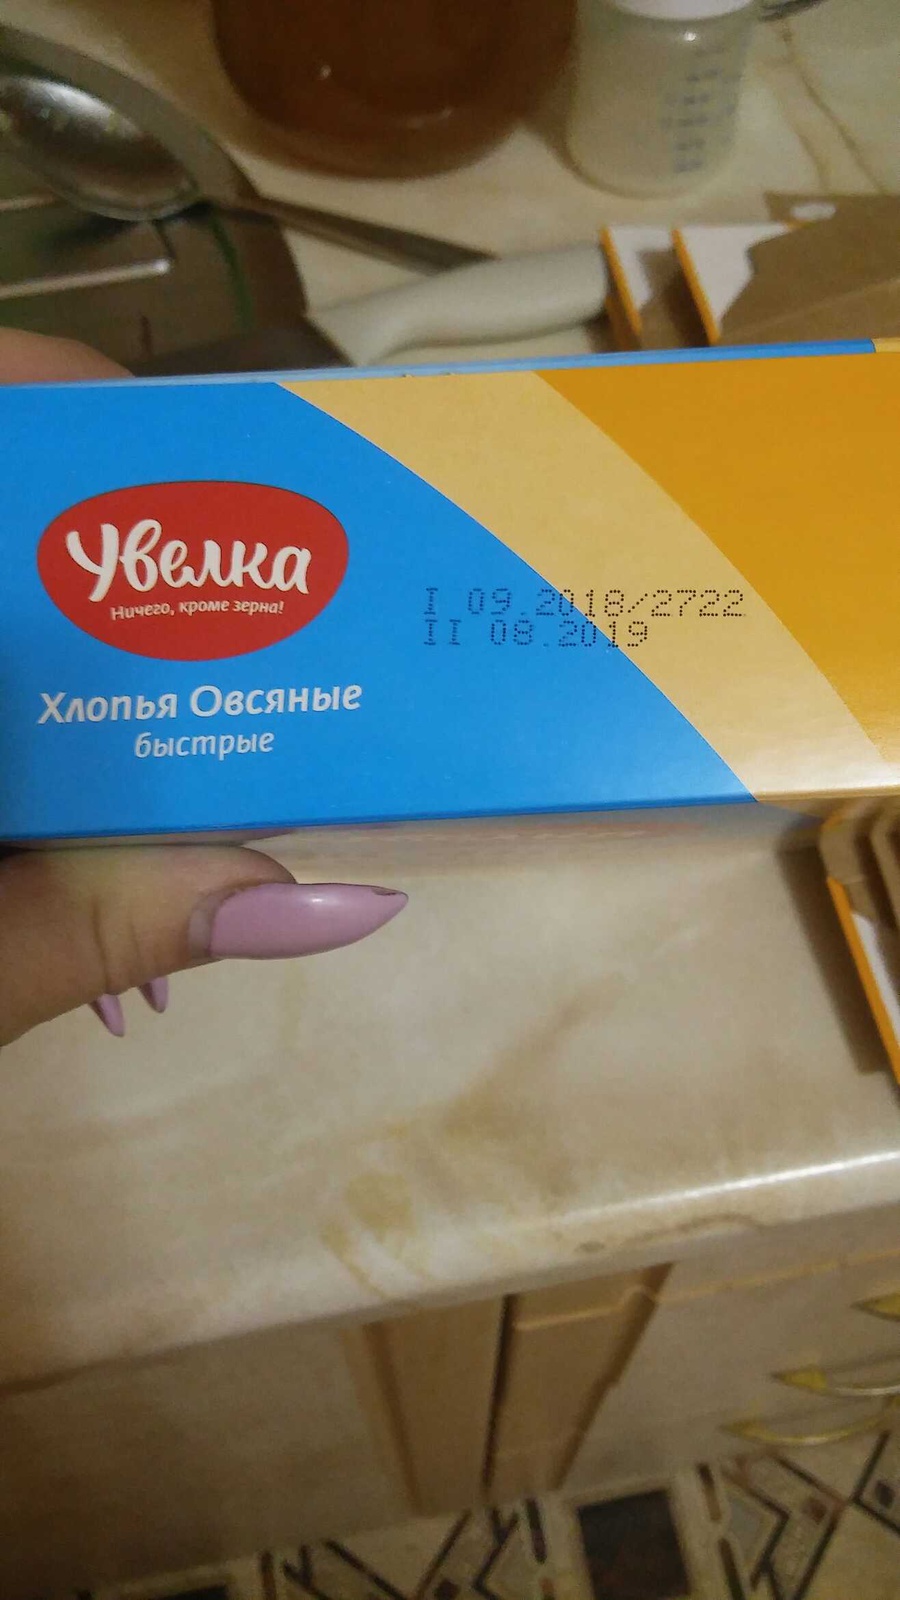 Увелка
Ничего, кроме зерна!
Хлопья Овсяные
быстрые
I 09.2018/2722
II 08.2019